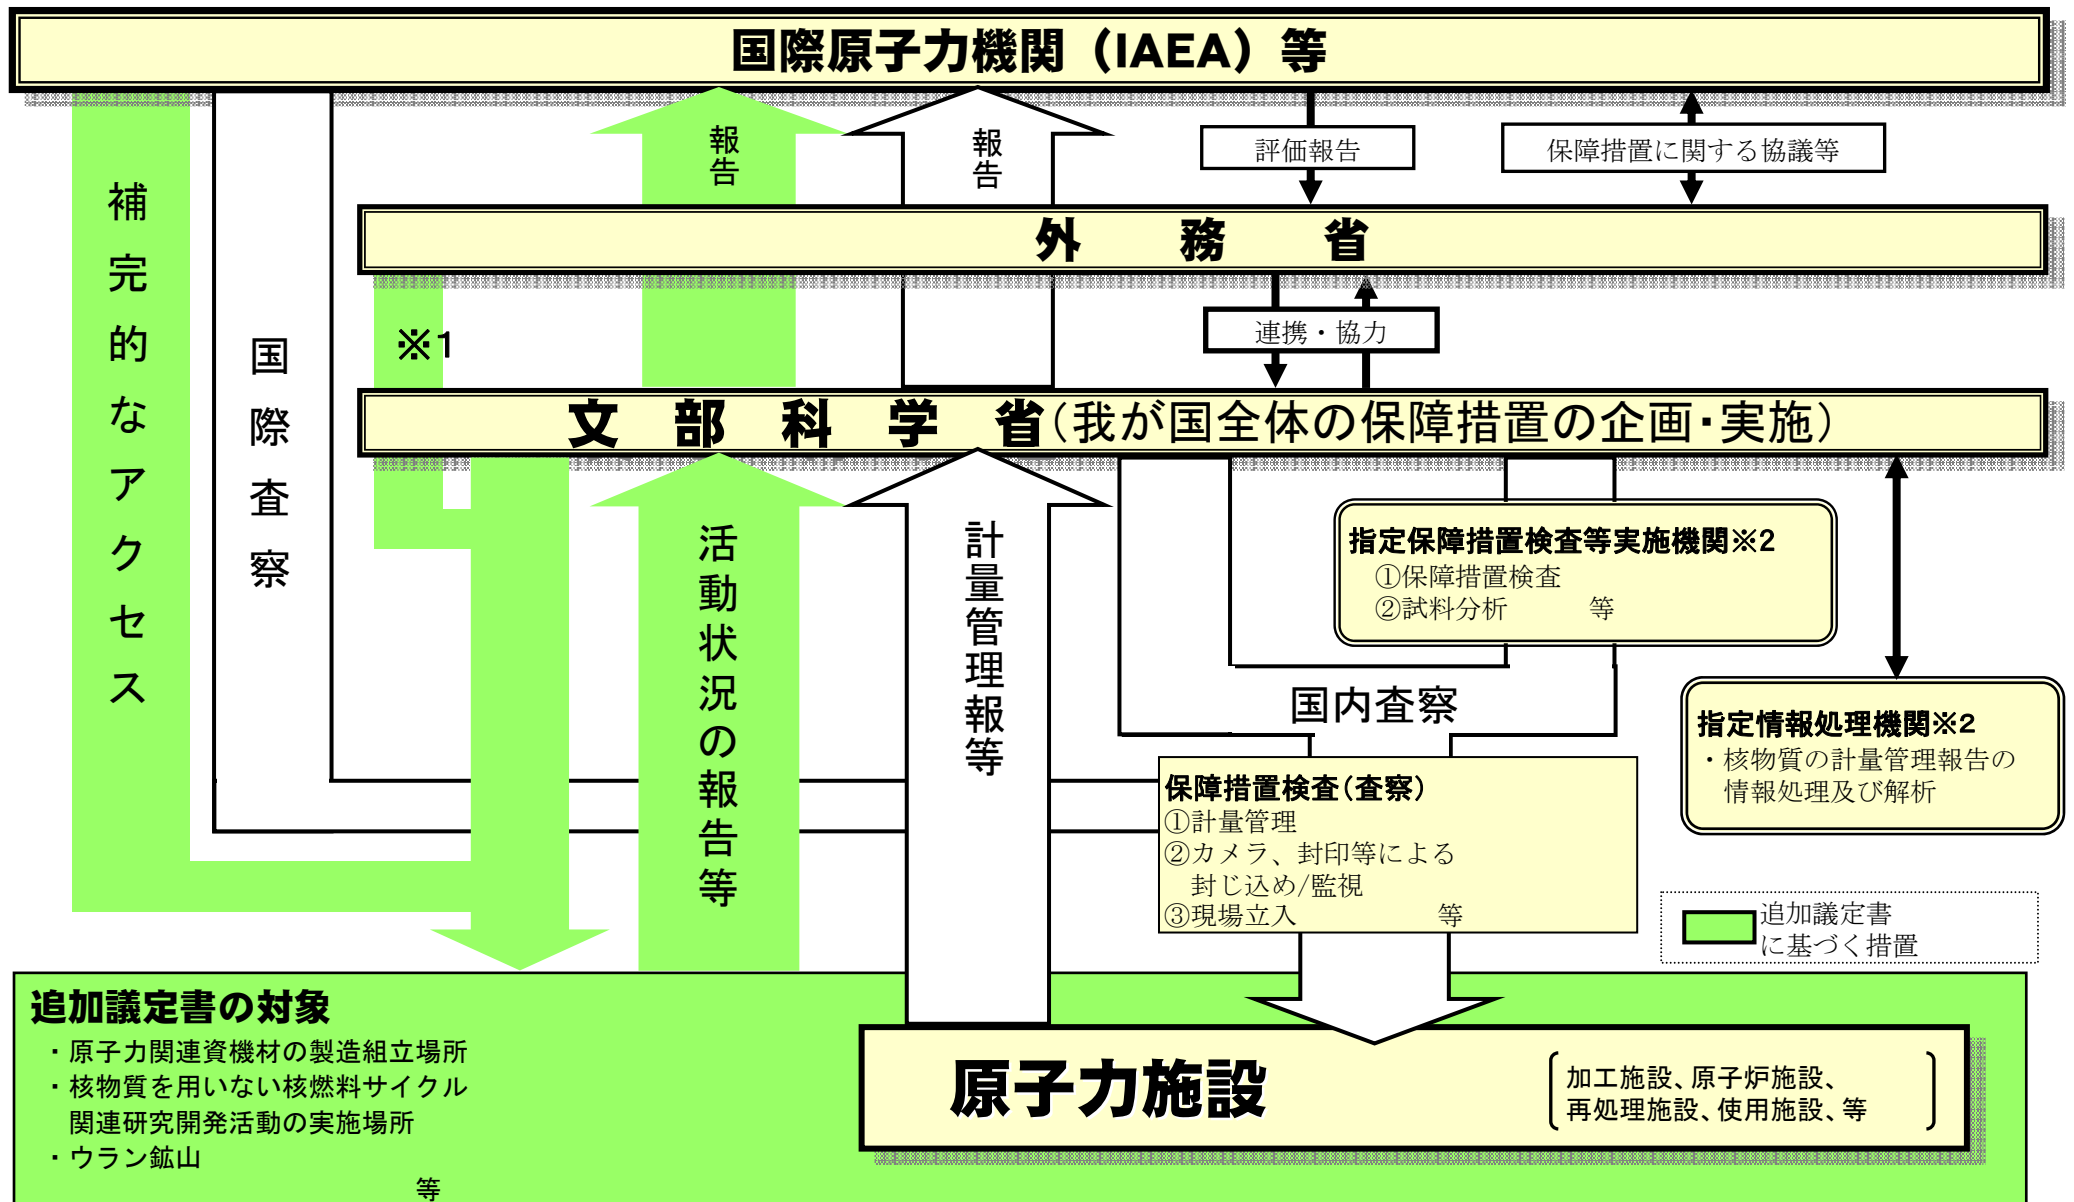 国際原子力機関（IAEA）等
報告
報告
評価報告
保障措置に関する協議等
外務省
補完的なアクセス
国際査察
※1
連携・協力
文部科学省(我が国全体の保障措置の企画・実施)
活動状況の報告等
計量管理報等
指定保障措置検査等実施機関※2
①保障措置検査
②試料分析　　　等
国内査察
指定情報処理機関※2
・核物質の計量管理報告の
情報処理及び解析
保障措置検査(査察)
①計量管理
②カメラ、封印等による
封じ込め/監視
③現場立入　　　　　等
追加議定書
に基づく措置
追加議定書の対象
・原子力関連資機材の製造組立場所
・核物質を用いない核燃料サイクル
関連研究開発活動の実施場所
・ウラン鉱山
等
原子力施設
加工施設、原子炉施設、
再処理施設、使用施設、等